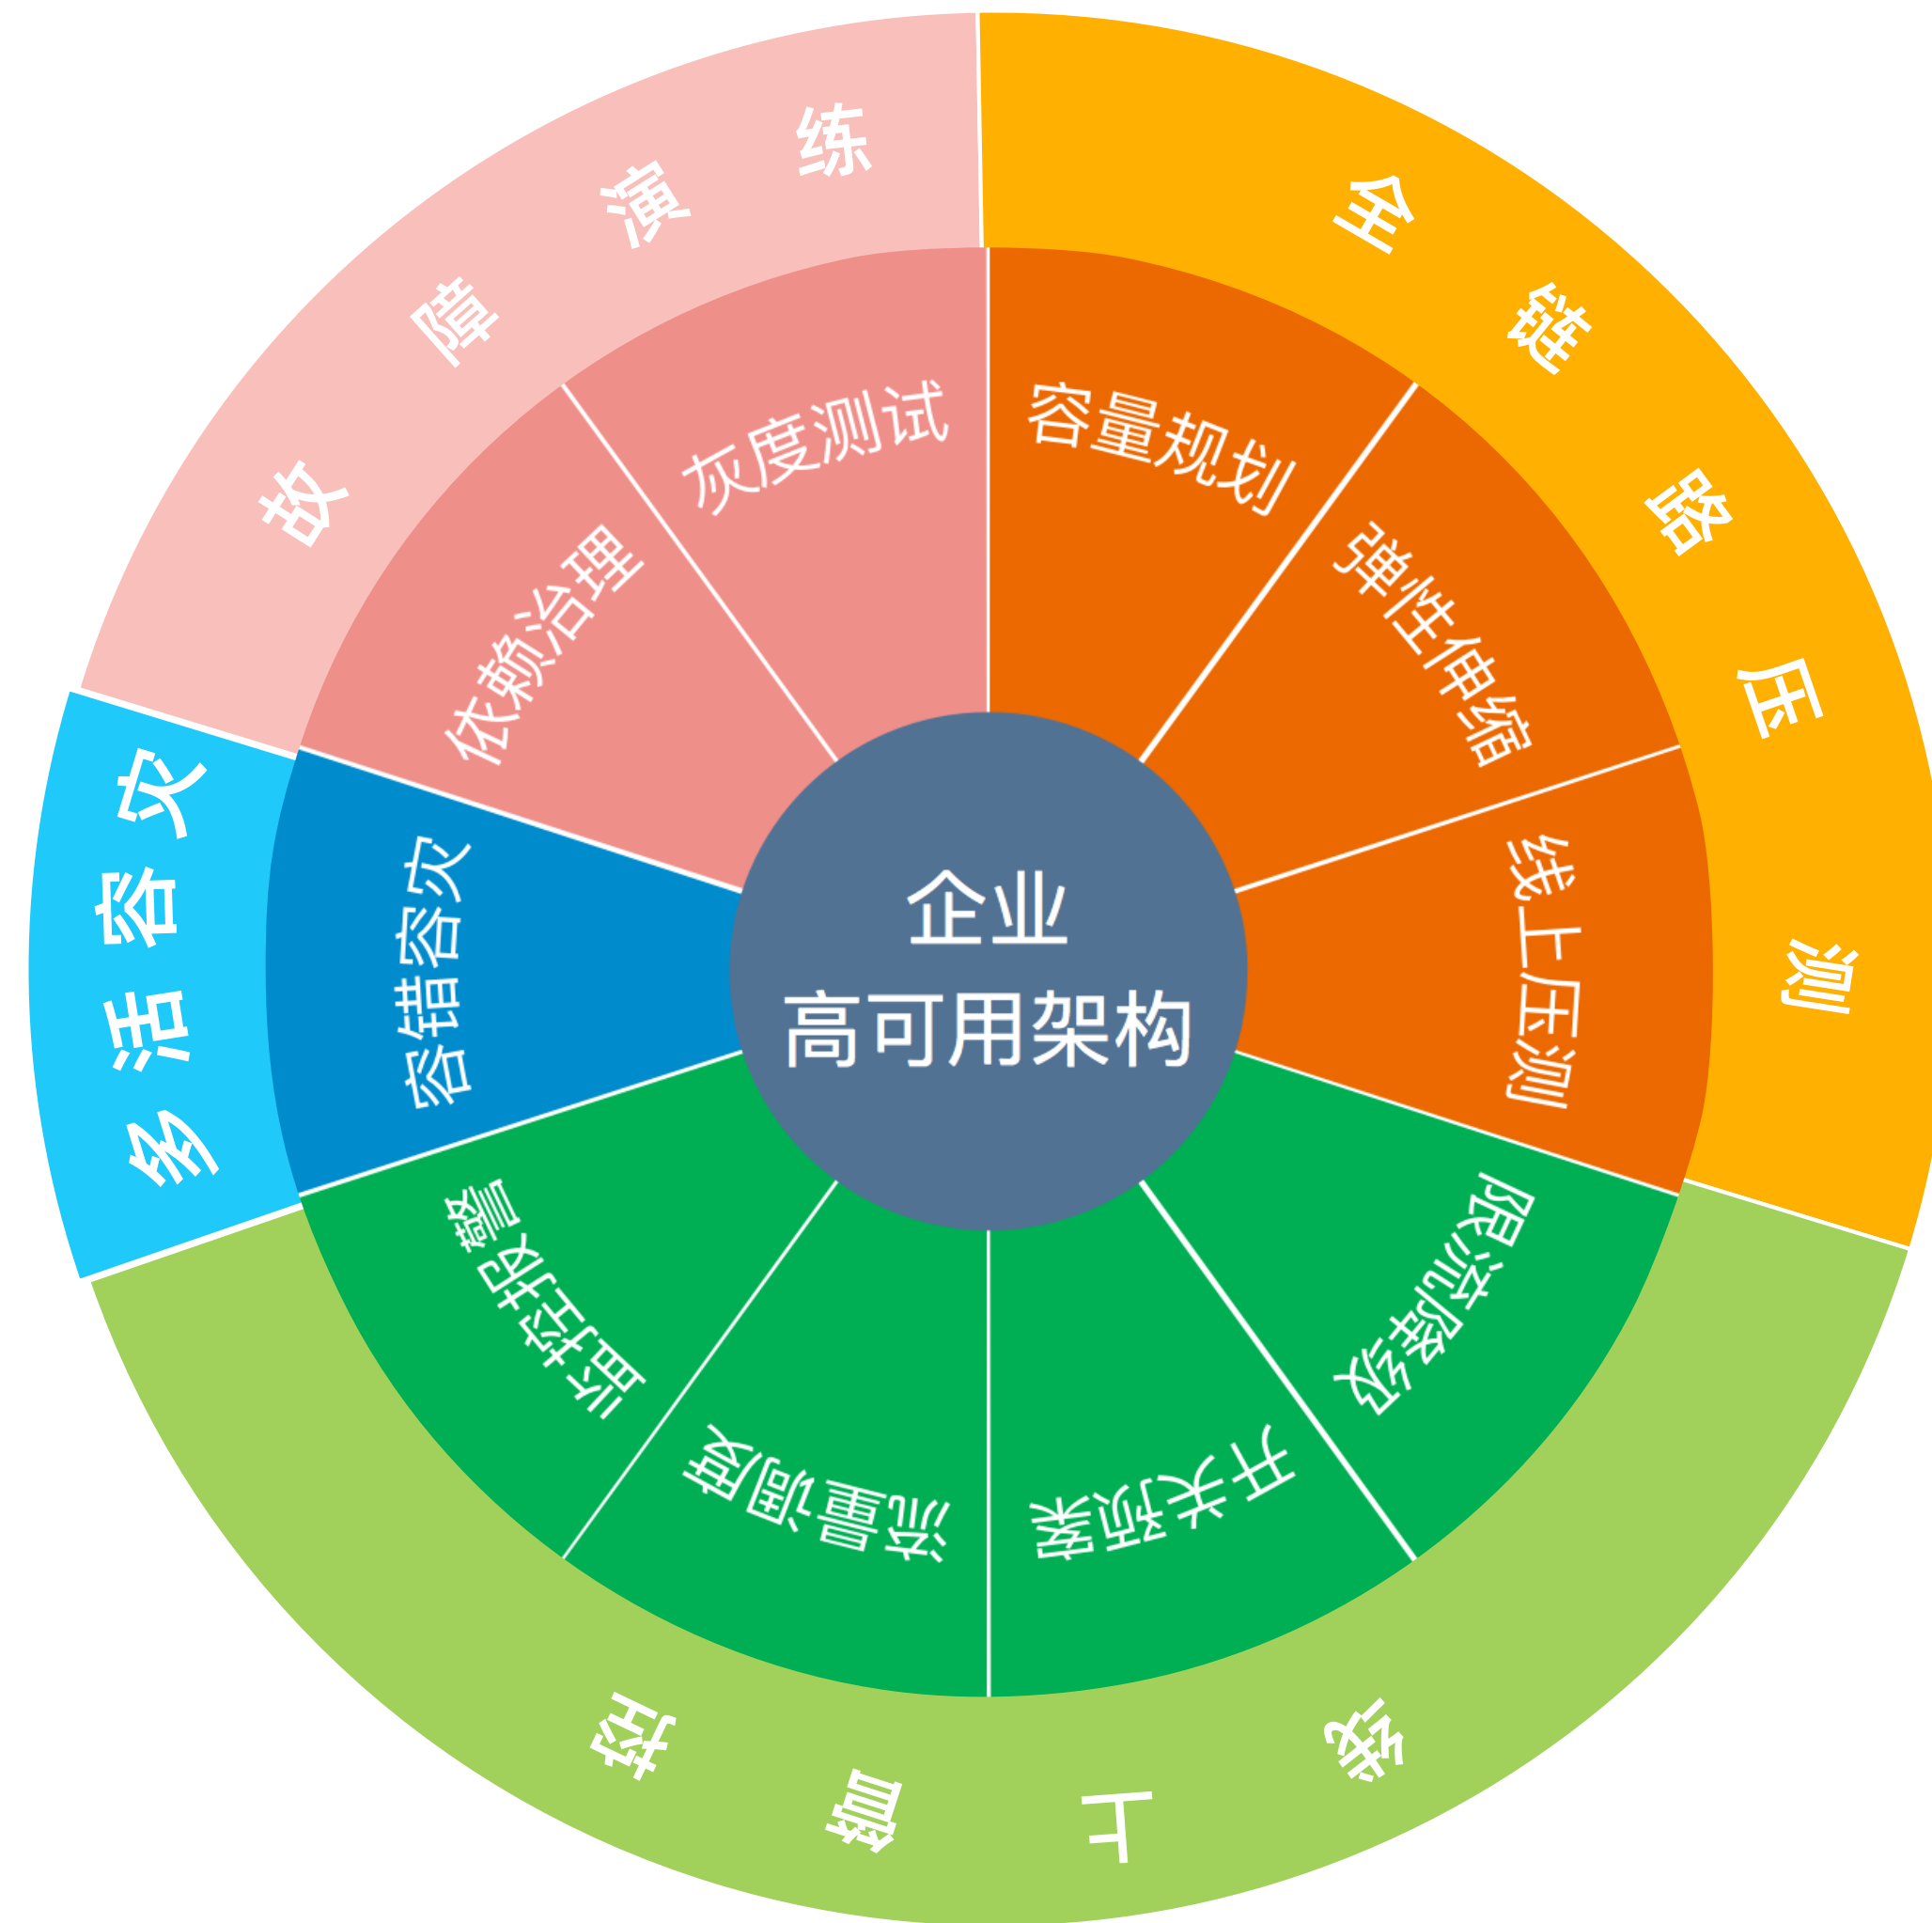 企业
高可用架构
全链路压测
线上管控
多活容灾
故障演练
容量规划
弹性伸缩
线上压测
限流降级
开关预案
流量调度
监控报警
容错容灾
依赖治理
灰度测试